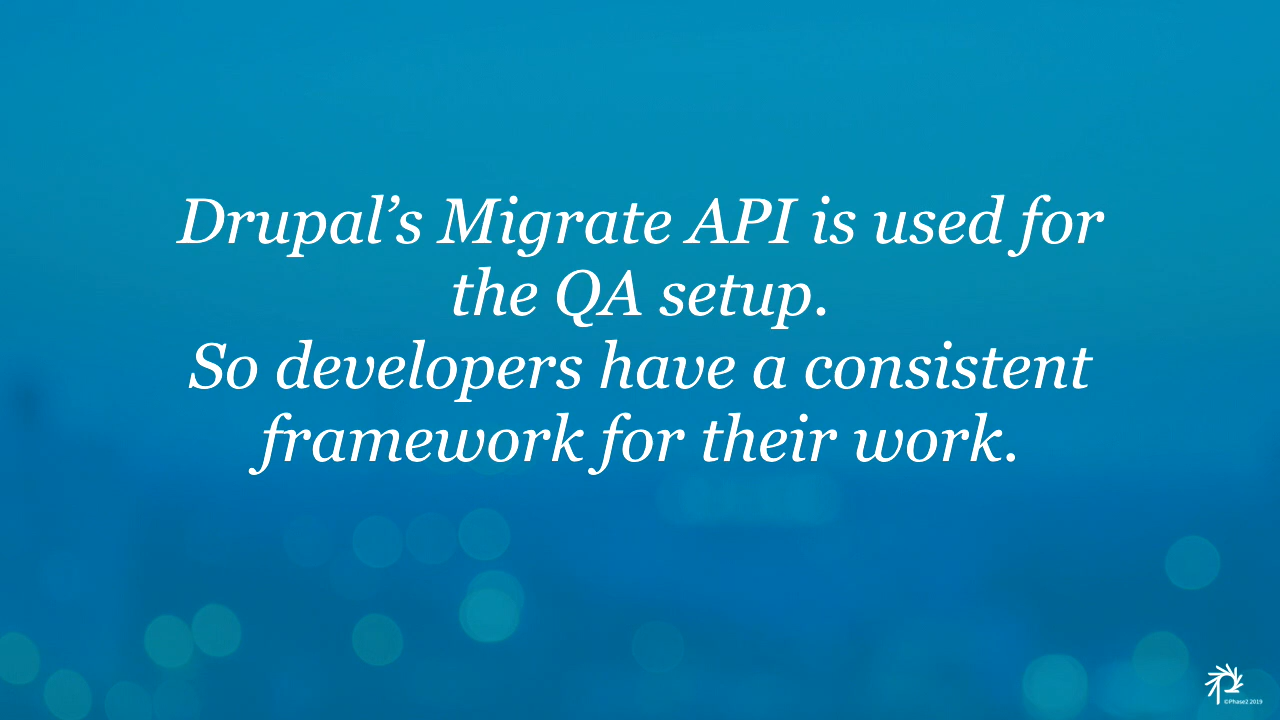 Drupal’s Migrate API is used for
the QA setup.
So developers have a consistent
framework for their work.
©Phase2 2019